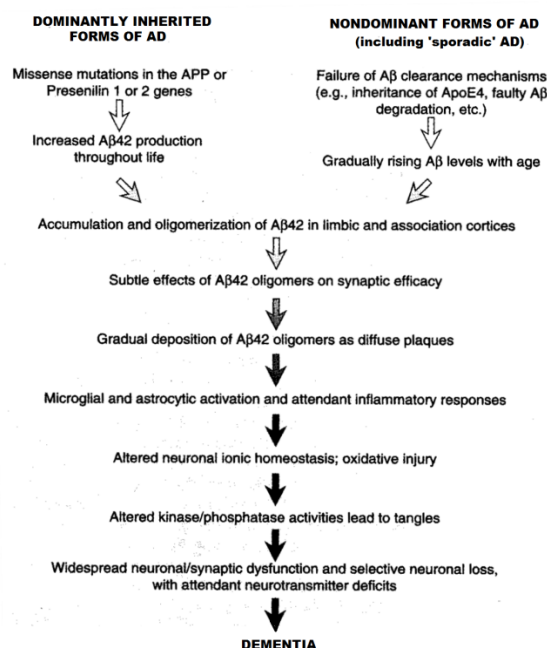 DOMINANTLY INHERITED
FORMS OF AD
NONDOMINANT FORMS OF AD
(including 'sporadic' AD)
Missense mutations in the APP or
Presenilin 1 or 2 genes
Failure of Aβ clearance mechanisms
(e.g., inheritance of ApoE4, faulty Aβ
degradation, etc.)
Increased Aβ42 production
throughout life
Gradually rising Aβ levels with age
Accumulation and oligomerization of Aβ42 in limbic and association cortices
Subtle effects of Aβ42 oligomers on synaptic efficacy
Gradual deposition of Aβ42 oligomers as diffuse plaques
Microglial and astrocytic activation and attendant inflammatory responses
Altered neuronal ionic homeostasis; oxidative injury
Altered kinase/phosphatase activities lead to tangles
Widespread neuronal/synaptic dysfunction and selective neuronal loss,
with attendant neurotransmitter deficits
DEMENTIA